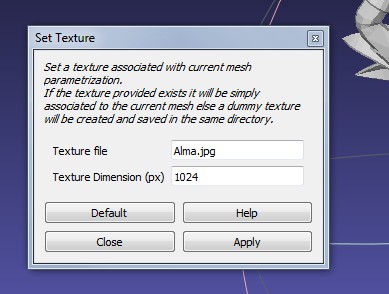 Set Texture
Set a texture associated with current mesh
parametrization.
If the texture provided exists it will be simply
associated to the current mesh else a dummy texture
will be created and saved in the same directory.
Texture file Alma.jpg
Texture Dimension (px) 1024
Default Help
Close Apply